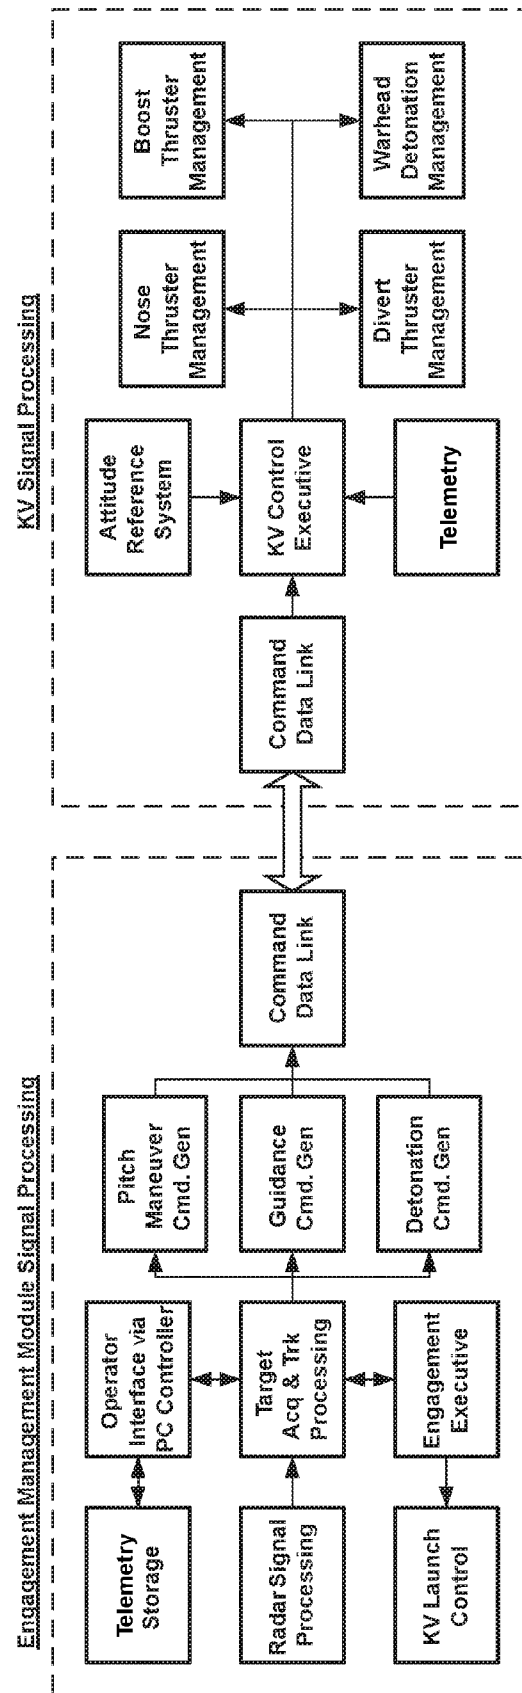 Engagement Management Module Signal Processing
Telemetry
Storage
Operator
Interface via
PC Controller
Radar Signal
Processing
Target
Acq & Trk
Processing
KV Launch
Control
Engagement
Executive
Pitch
Maneuver
Cmd. Gen
Guidance
Cmd. Gen
Detonation
Cmd. Gen
Command
Data Link
KV Signal Processing
Command
Data Link
Attitude
Reference
System
KV Control
Executive
Telemetry
Nose
Thruster
Management
Boost
Thruster
Management
Divert
Thruster
Management
Warhead
Detonation
Management